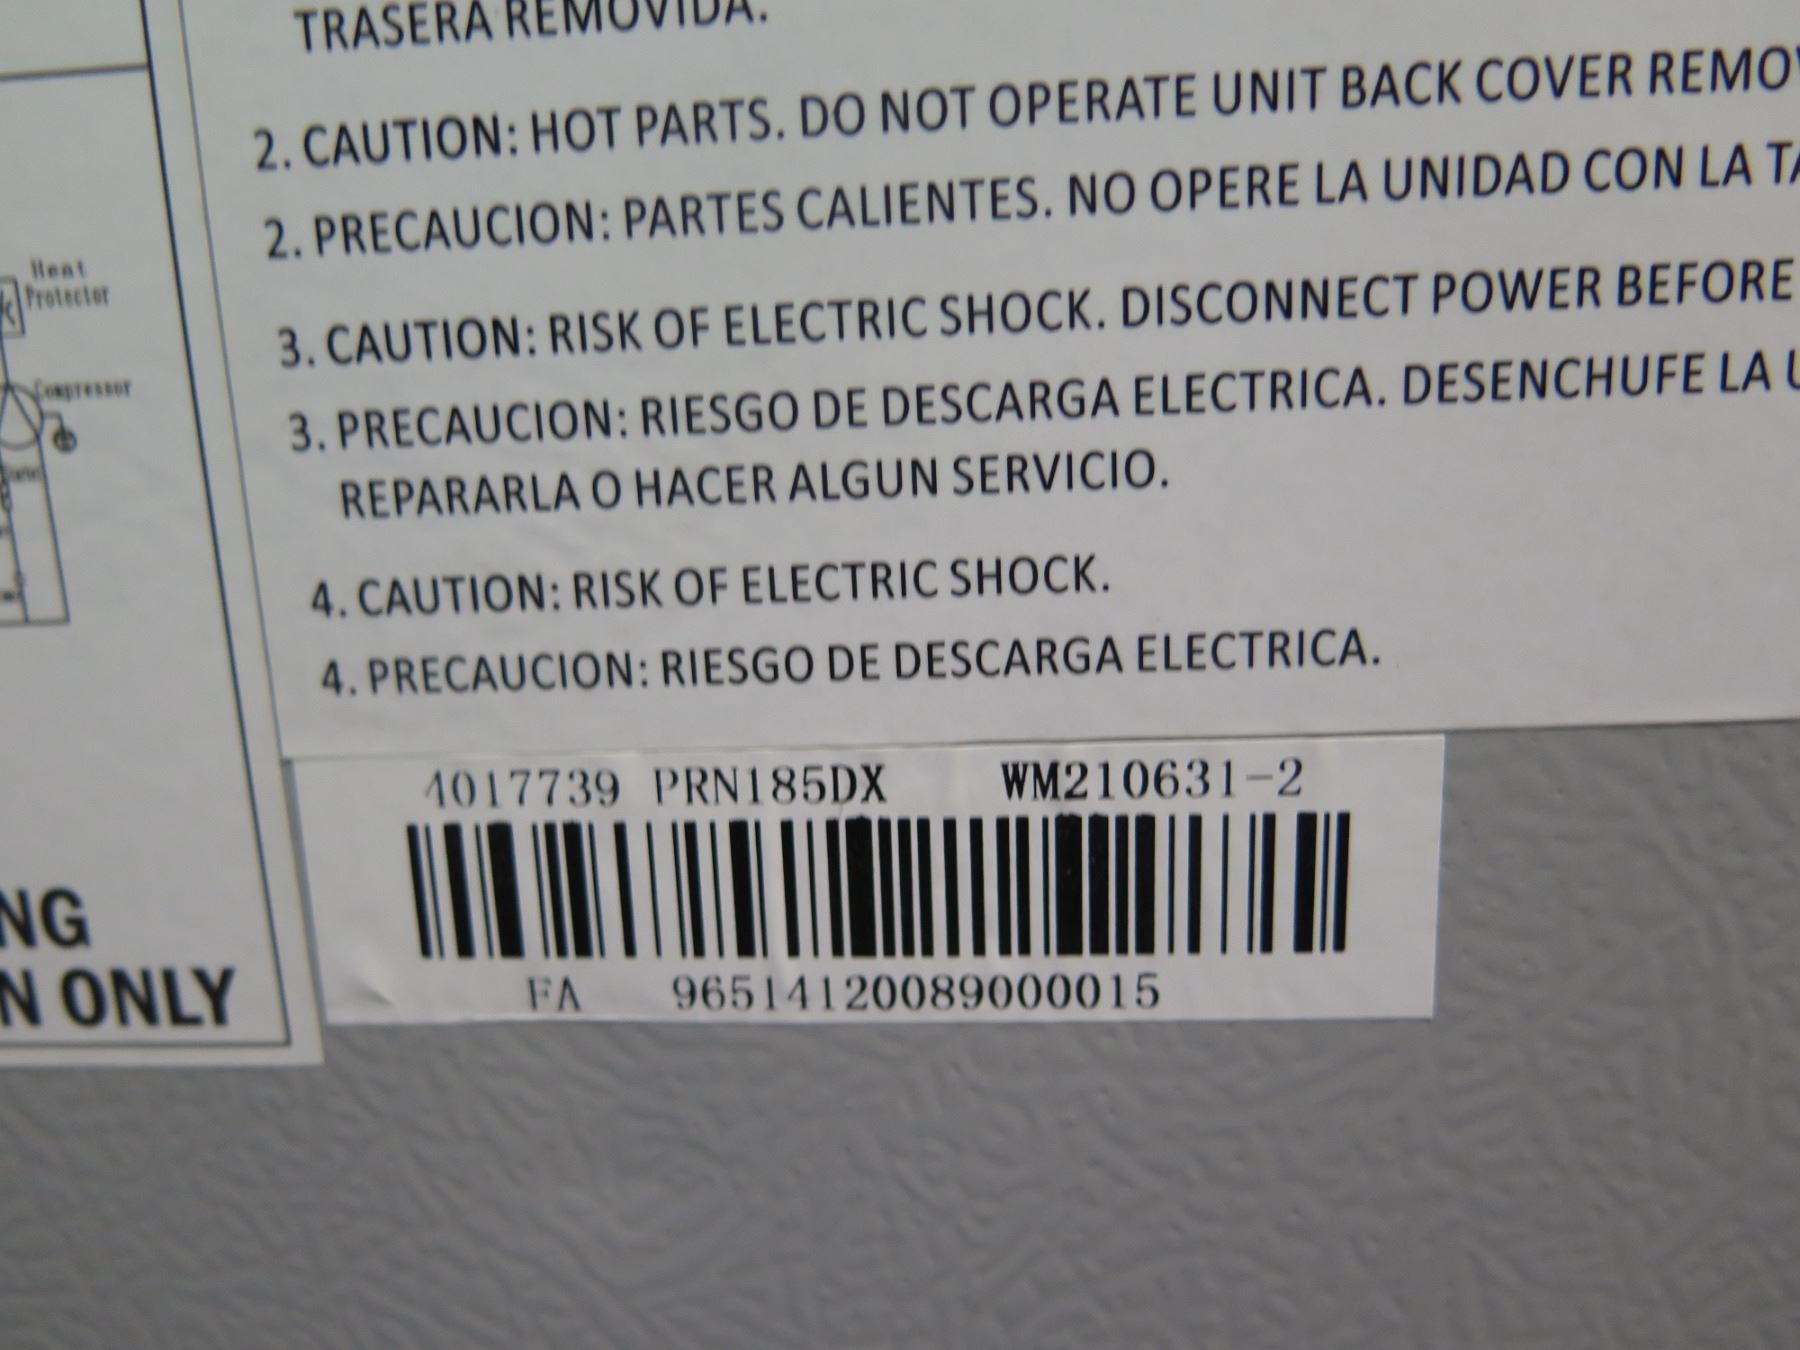 TRASERA REMOVIDA.
2. CAUTION: HOT PARTS. DO NOT OPERATE UNIT BACK COVER
2. PRECAUCION: PARTES CALIENTES. NO OPERE LA UNIDAD CON LA
3. CAUTION: RISK OF ELECTRIC SHOCK. DISCONNECT POWER BEFORE
3. PRECAUCION: RIESGO DE DESCARGA ELECTRICA. DESENCHUFE LA
REPARARLA O HACER ALGUN SERVICIO.
4. CAUTION: RISK OF ELECTRIC SHOCK.
4. PRECAUCION: RIESGO DE DESCARGA ELECTRICA.
Heat
Protector
Compressor
NG
N ONLY
4017739 PRN185DX WM210631-2
FA 96514120089000015